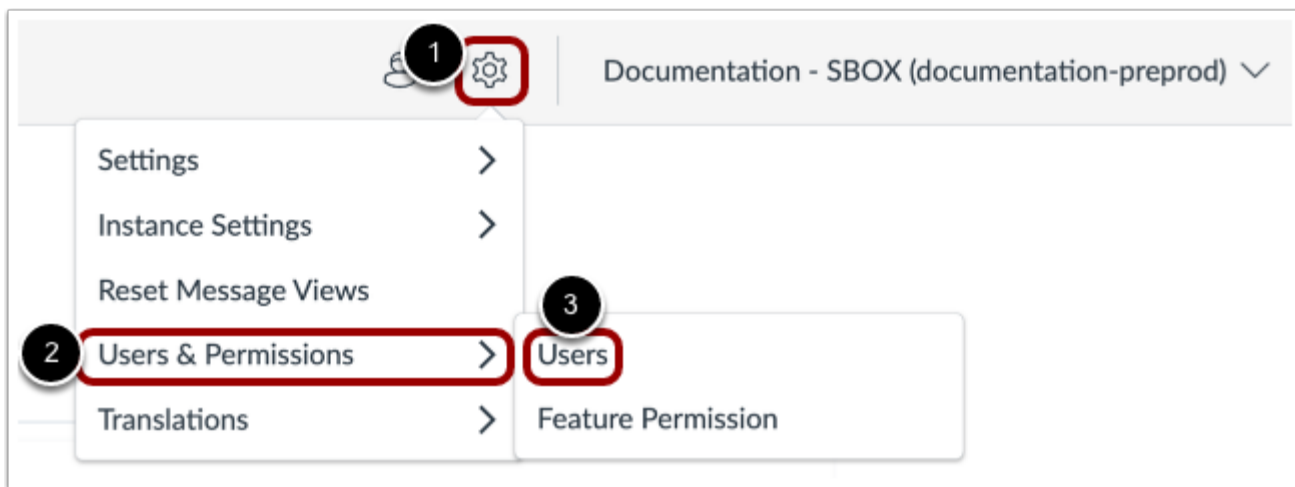 1
Documentation - SBOX (documentation-preprod)
Settings
Instance Settings
Reset Message Views
3
2
Users & Permissions
Users
Translations
Feature Permission